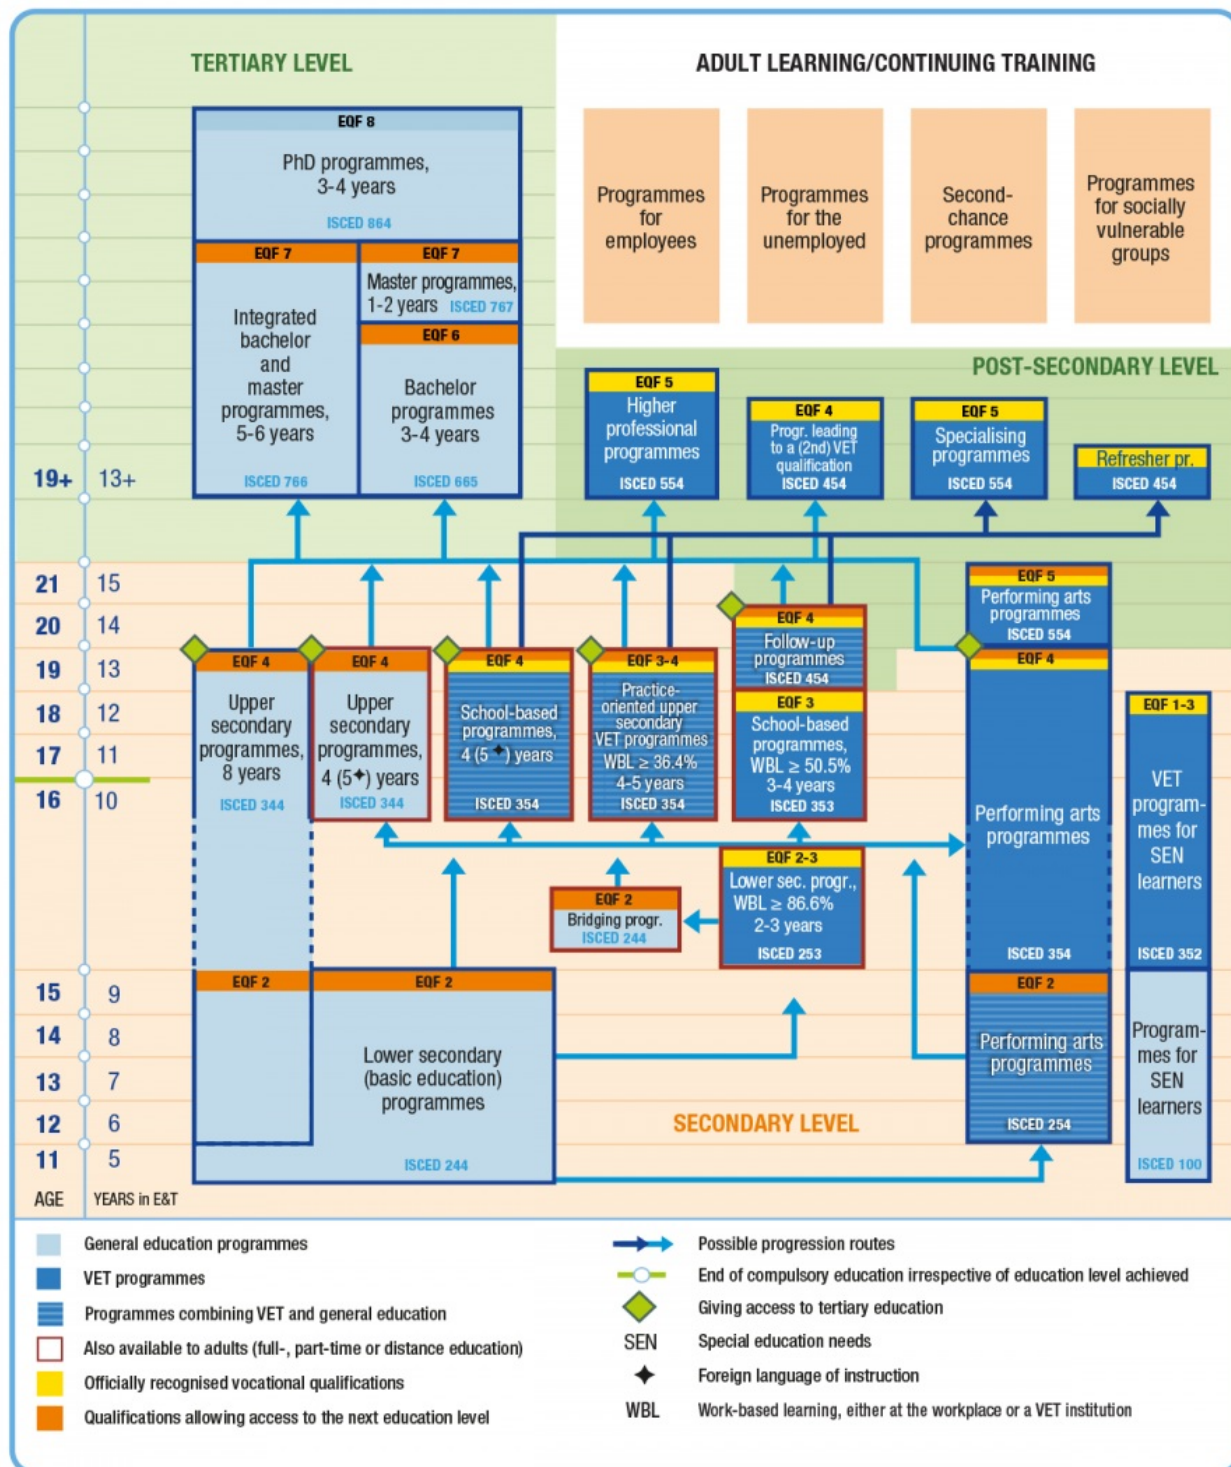 TERTIARY LEVEL
ADULT LEARNING/CONTINUING TRAINING
EQF 8
PhD programmes,
3-4 years
ISCED 864
EQF 7
Integrated
bachelor
and
master
programmes,
5-6 years
ISCED 766
EQF 7
Master programmes,
1-2 years ISCED 767
EQF 6
Bachelor
programmes
3-4 years
ISCED 665
Programmes
for
employees
Programmes
for the
unemployed
Second-
chance
programmes
Programmes
for socially
vulnerable
groups
POST-SECONDARY LEVEL
EQF 5
Higher
professional
programmes
ISCED 554
EQF 4
Progr. leading
to a (2nd) VET
qualification
ISCED 454
EQF 5
Specialising
programmes
ISCED 554
Refresher pr.
ISCED 454
19+ 13+
21 15
20 14
19 13
18 12
17 11
16 10
15 9
14 8
13 7
12 6
11 5
AGE YEARS in E&T
EQF 4
Upper
secondary
programmes,
8 years
ISCED 344
EQF 4
Upper
secondary
programmes,
4 (5✦) years
ISCED 344
EQF 4
School-based
programmes,
4 (5✦) years
ISCED 354
EQF 3-4
Practice-
oriented upper
secondary
VET programmes
WBL ≥ 36.4%
4-5 years
ISCED 354
EQF 4
Follow-up
programmes
ISCED 454
EQF 3
School-based
programmes,
WBL ≥ 50.5%
3-4 years
ISCED 353
EQF 5
Performing arts
programmes
ISCED 554
EQF 4
Performing arts
programmes
ISCED 354
EQF 1-3
VET
program-
mes for
SEN
learners
ISCED 352
EQF 2-3
Lower sec. progr.,
WBL ≥ 86.6%
2-3 years
ISCED 253
EQF 2
Bridging progr.
ISCED 244
EQF 2
EQF 2
Lower secondary
(basic education)
programmes
ISCED 244
EQF 2
Performing arts
programmes
ISCED 254
Program-
mes for
SEN
learners
ISCED 100
SECONDARY LEVEL
General education programmes
VET programmes
Programmes combining VET and general education
Also available to adults (full-, part-time or distance education)
Officially recognised vocational qualifications
Qualifications allowing access to the next education level
Possible progression routes
End of compulsory education irrespective of education level achieved
Giving access to tertiary education
SEN Special education needs
✦ Foreign language of instruction
WBL Work-based learning, either at the workplace or a VET institution